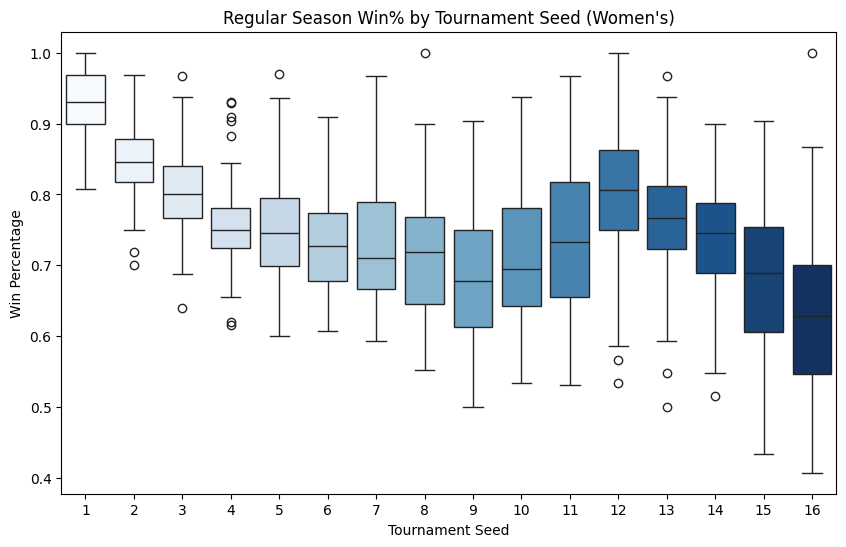 Regular Season Win% by Tournament Seed (Women's)
Win Percentage
1.0
0.9
0.8
0.7
0.6
0.5
0.4
1 2 3 4 5 6 7 8 9 10 11 12 13 14 15 16
Tournament Seed